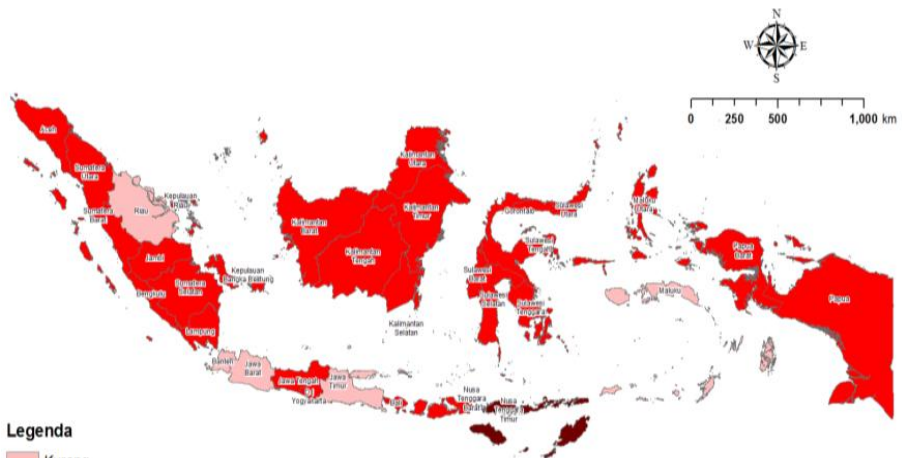 N
W E
S
0 250 500 1,000 km
Aceh
Sumatera
Utara
Kepulauan
Riau
Riau
Sumatera
Barat
Jambi
Kepulauan
Bangka Belitung
Sumatera
Selatan
Bengkulu
Lampung
Kalimantan
Utara
Kalimantan
Timur
Kalimantan
Barat
Kalimantan
Tengah
Kalimantan
Selatan
Gorontalo
Sulawesi
Utara
Sulawesi
Tengah
Sulawesi
Barat
Sulawesi
Selatan
Sulawesi
Tenggara
Maluku
Utara
Maluku
Papua
Barat
Papua
Banten
Jawa
Barat
Jawa Tengah
Yogyakarta
Jawa
Timur
Bali
Nusa
Tenggara
Barat
Nusa
Tenggara
Timur
Legenda